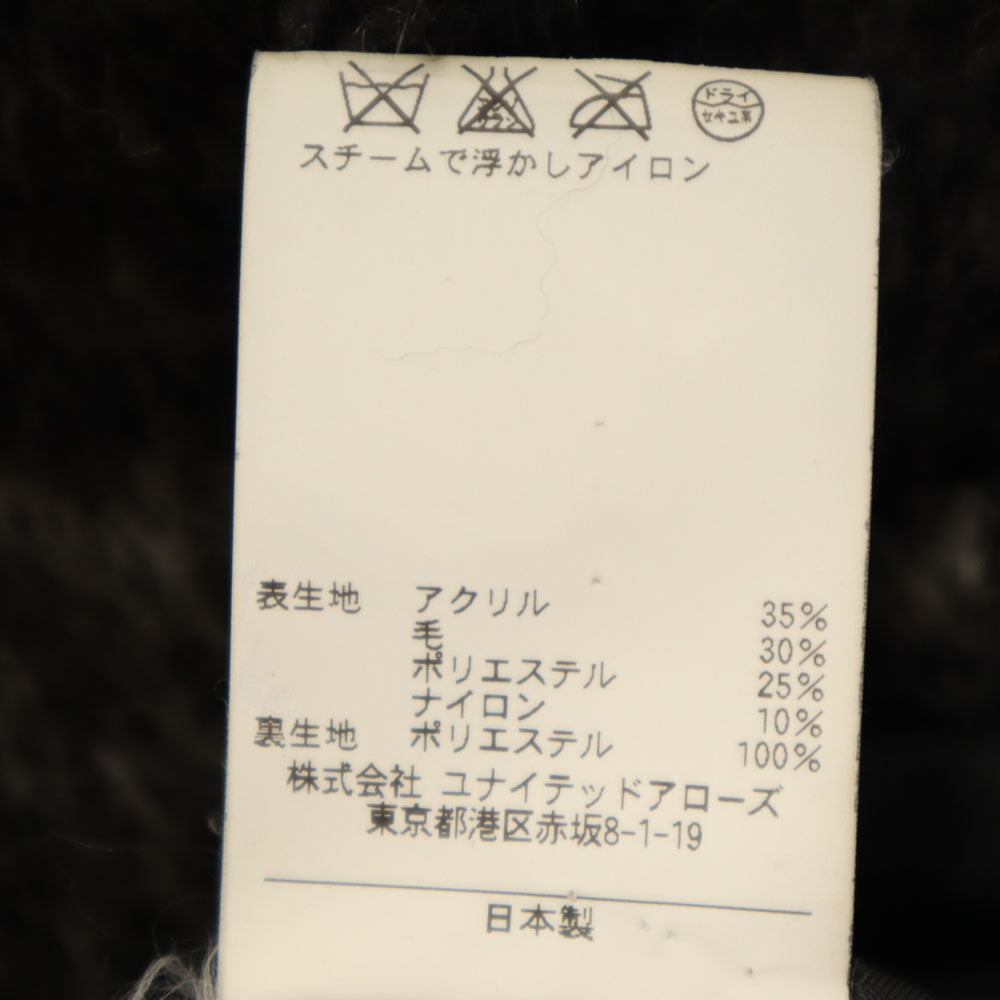 ドライ
セキユ系
スチームで浮かしアイロン
表生地 アクリル 35%
毛 30%
ポリエステル 25%
ナイロン 10%
裏生地 ポリエステル 100%
株式会社 ユナイテッドアローズ
東京都港区赤坂8-1-19
日本製